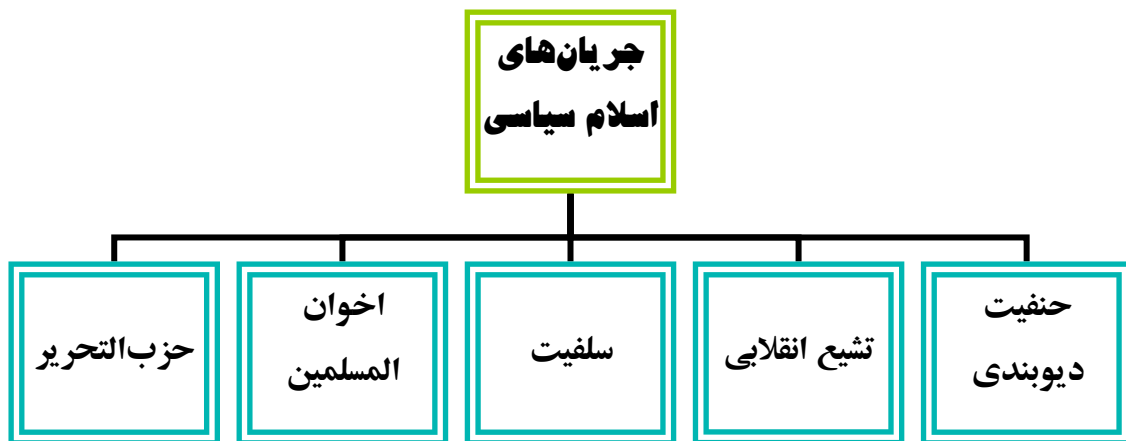 جریان‌های
اسلام سیاسی
حنفیت
دیوبندی
تشیع انقلابی
سلفیت
اخوان
المسلمین
حزب‌التحریر